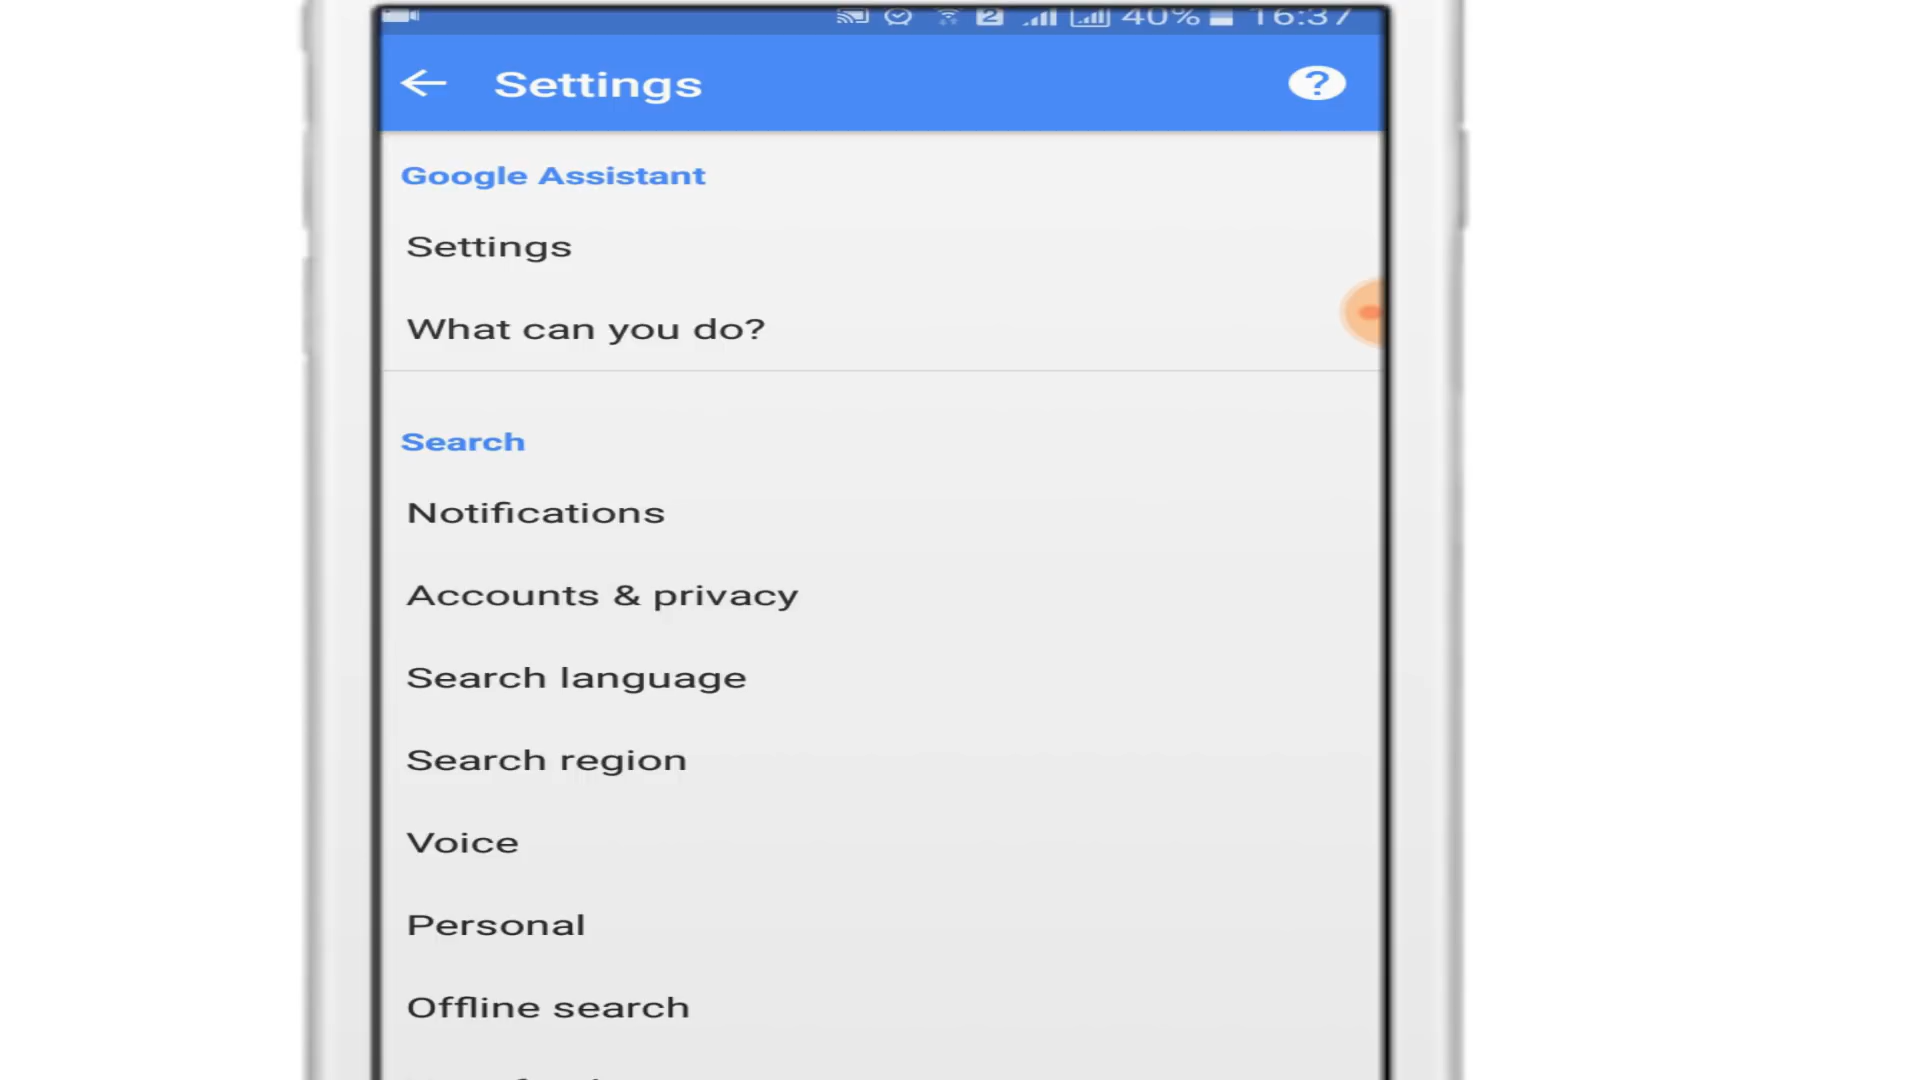 2 40% 16:37
Settings ?
Google Assistant
Settings
What can you do?
Search
Notifications
Accounts & privacy
Search language
Search region
Voice
Personal
Offline search